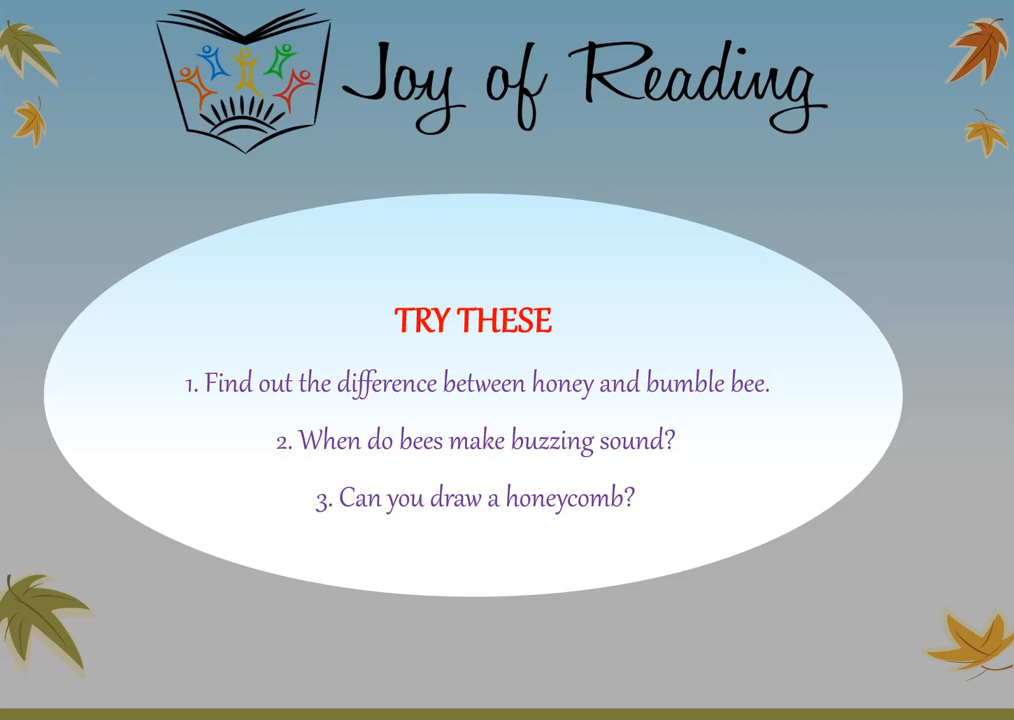 Joy of Reading
TRY THESE
1. Find out the difference between honey and bumble bee.
2. When do bees make buzzing sound?
3. Can you draw a honeycomb?